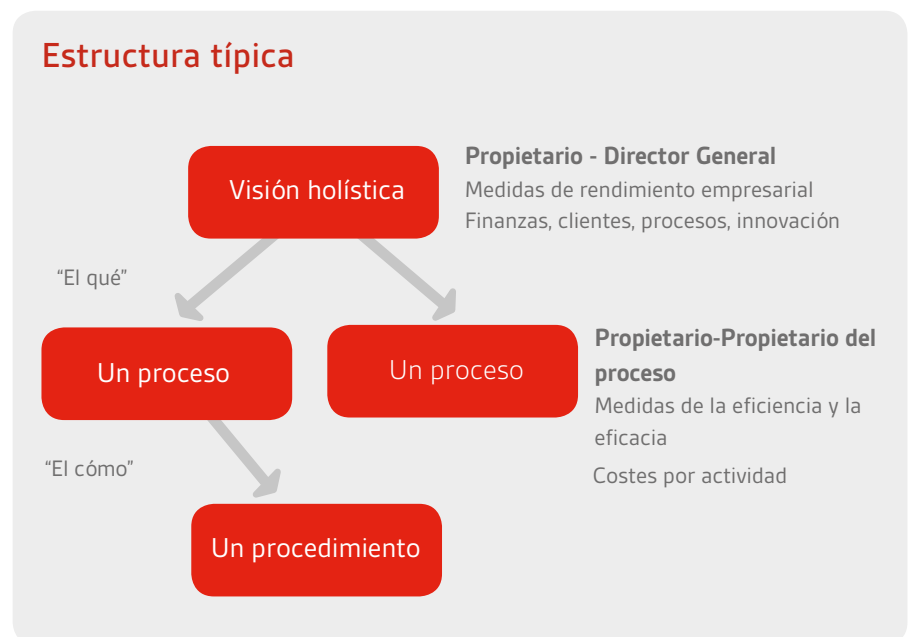 Estructura típica
Visión holística
Propietario - Director General
Medidas de rendimiento empresarial
Finanzas, clientes, procesos, innovación
“El qué”
Un proceso
Un proceso
Propietario-Propietario del
proceso
Medidas de la eficiencia y la
eficacia
Costes por actividad
“El cómo”
Un procedimiento